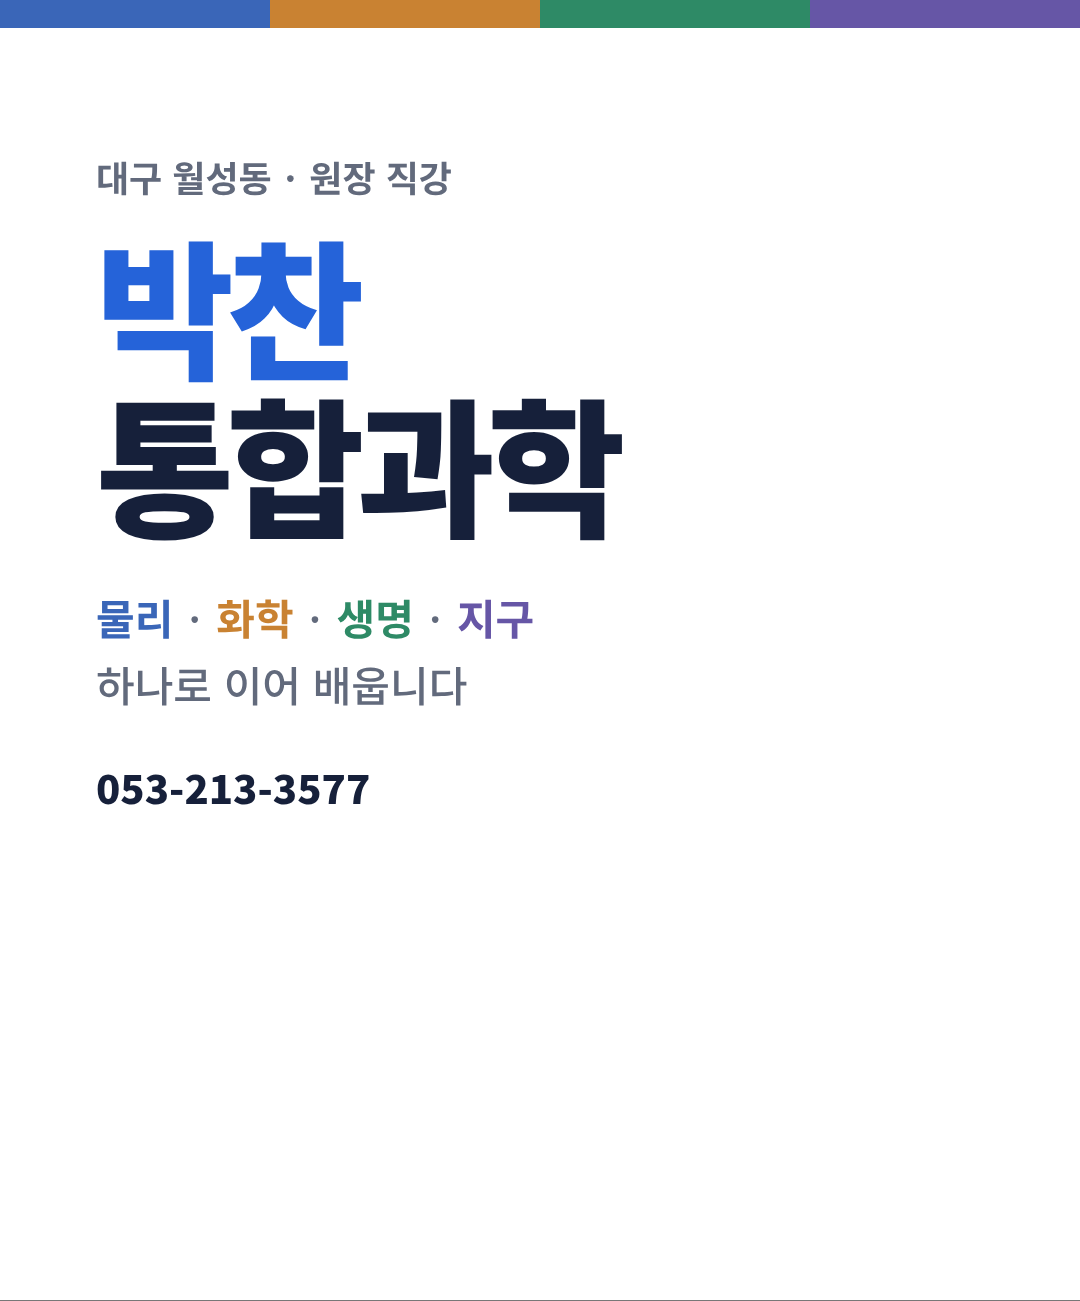 대구 월성동 · 원장 직강
박찬
통합과학
물리 · 화학 · 생명 · 지구
하나로 이어 배웁니다
053-213-3577